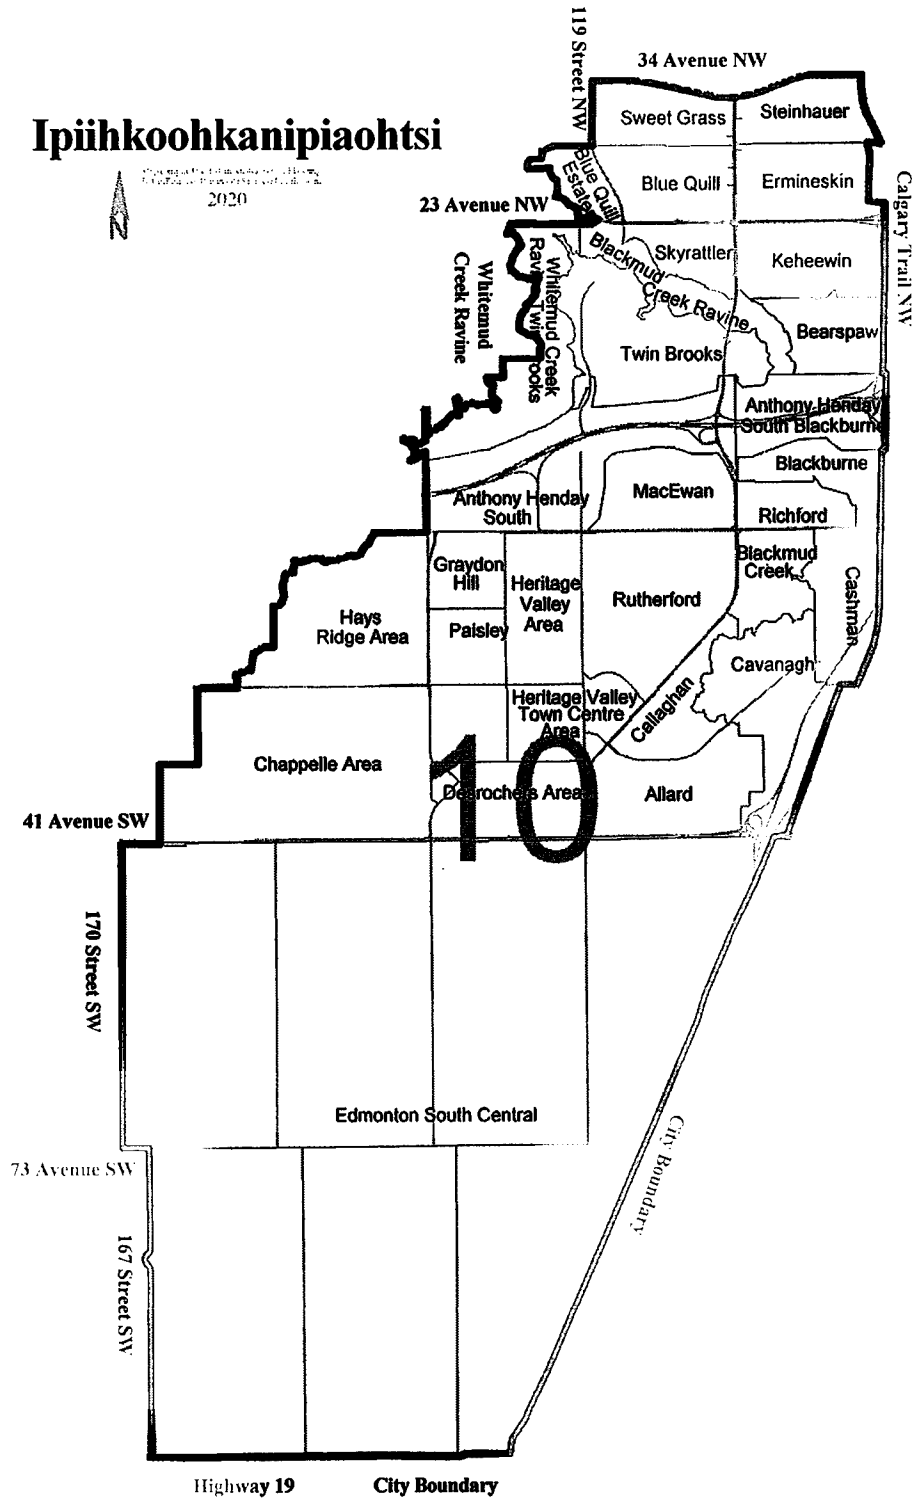 119 Street NW
34 Avenue NW
Ipiihkoohkanipiaohtsi
2020
Sweet Grass
Steinhauer
Blue Quill
Estates
Blue Quill
Ermineskin
Calgary Trail NW
23 Avenue NW
Whitemud
Creek Ravine
Whitemud Creek
Ravine Twin Brooks
Blackmud
Creek Ravine
Skyrattler
Keheewin
Bearspaw
Twin Brooks
Anthony Henday
South Blackburne
Blackburne
Anthony Henday
South
MacEwan
Richford
Graydon
Hill
Heritage
Valley
Area
Blackmud
Creek
Cashman
Hays
Ridge Area
Paisley
Rutherford
Cavanagh
Heritage Valley
Town Centre
Area
Callaghan
Chappelle Area
10
Desrochers Area
Allard
41 Avenue SW
170 Street SW
Edmonton South Central
City Boundary
73 Avenue SW
167 Street SW
Highway 19
City Boundary